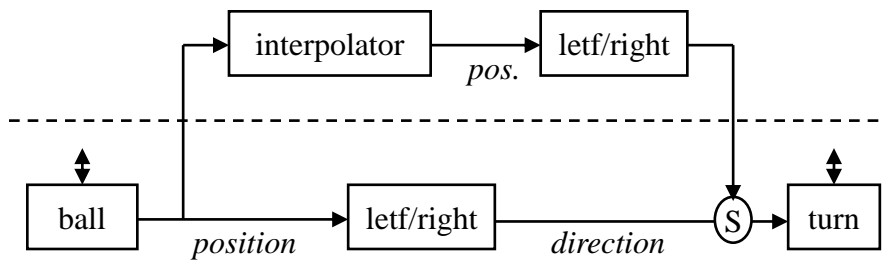 interpolator
pos.
letf/right
ball
position
letf/right
direction
S
turn